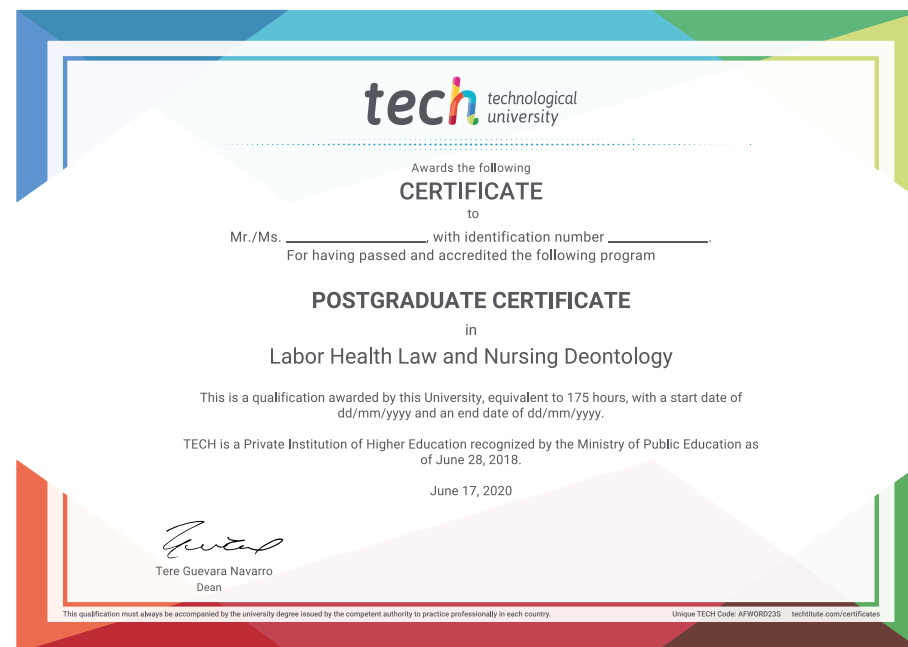 tech technological
university
Awards the following
CERTIFICATE
to
Mr./Ms. ____________, with identification number ____________.
For having passed and accredited the following program
POSTGRADUATE CERTIFICATE
in
Labor Health Law and Nursing Deontology
This is a qualification awarded by this University, equivalent to 175 hours, with a start date of
dd/mm/yyyy and an end date of dd/mm/yyyy.
TECH is a Private Institution of Higher Education recognized by the Ministry of Public Education as
of June 28, 2018.
June 17, 2020
Tere Guevara Navarro
Dean
This qualification must always be accompanied by the university degree issued by the competent authority to practice professionally in each country. Unique TECH Code: AFWORD23S techtitute.com/certificates